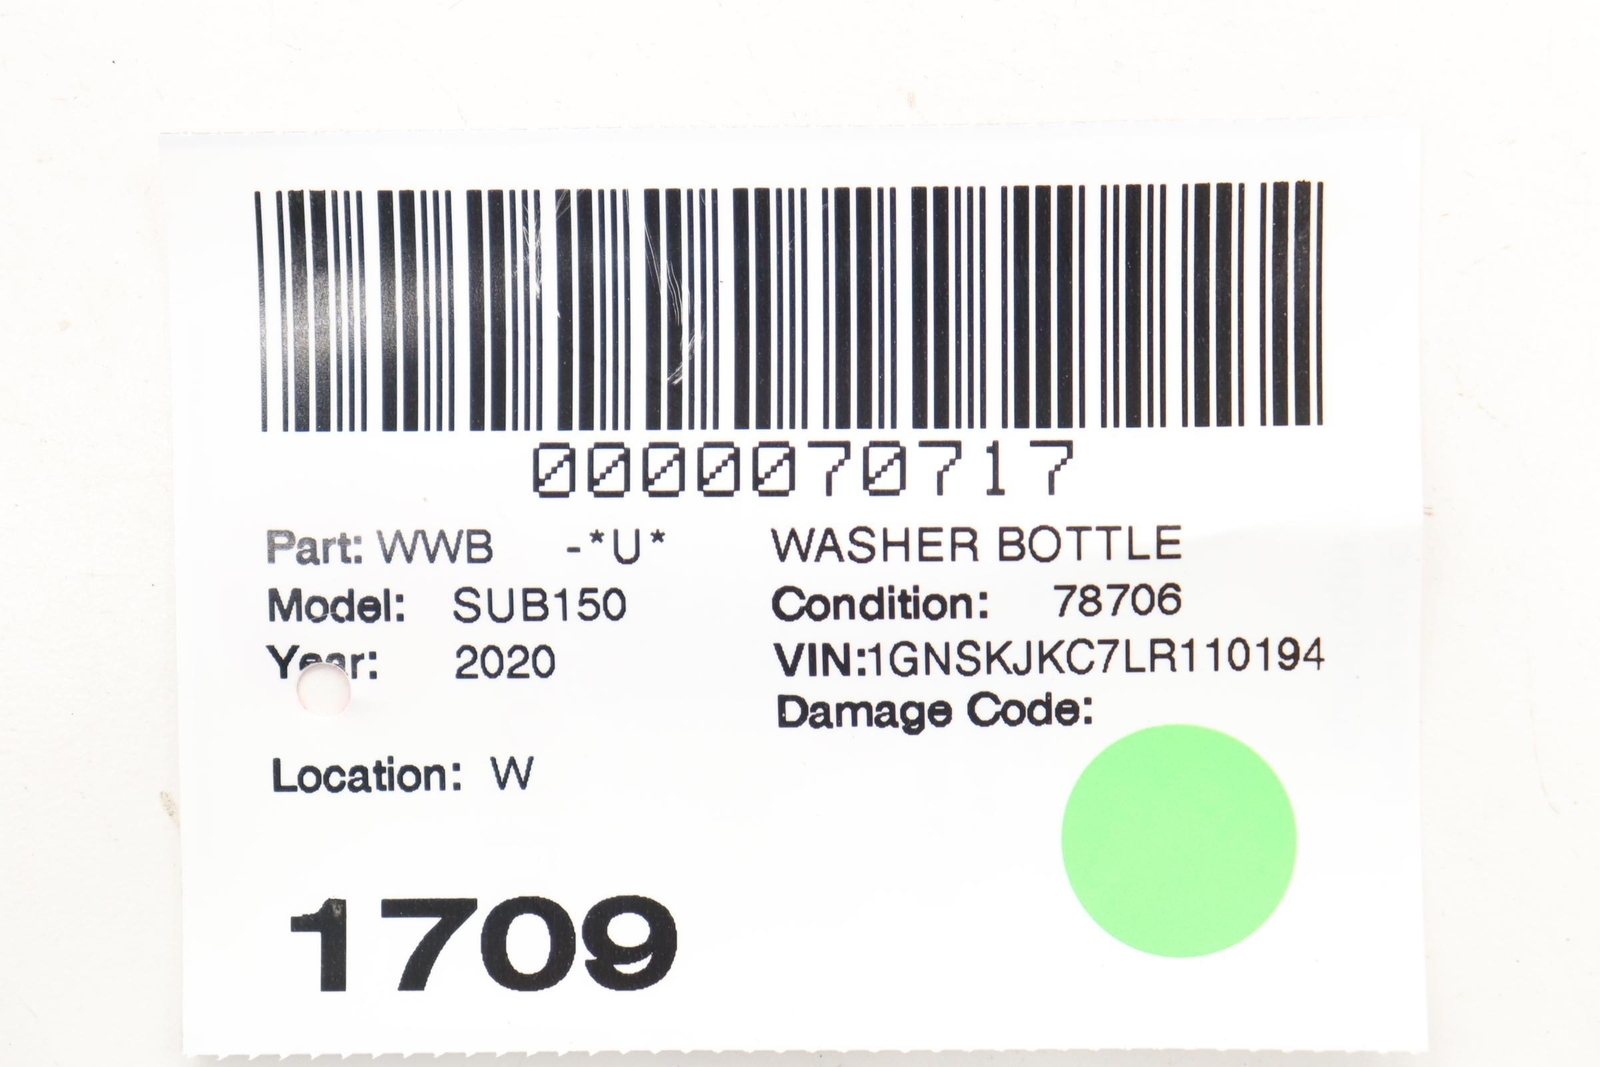 0000070717
Part: WWB -*U* WASHER BOTTLE
Model: SUB150 Condition: 78706
Year: 2020 VIN:1GNSKJKC7LR110194
Damage Code:
Location: W
1709